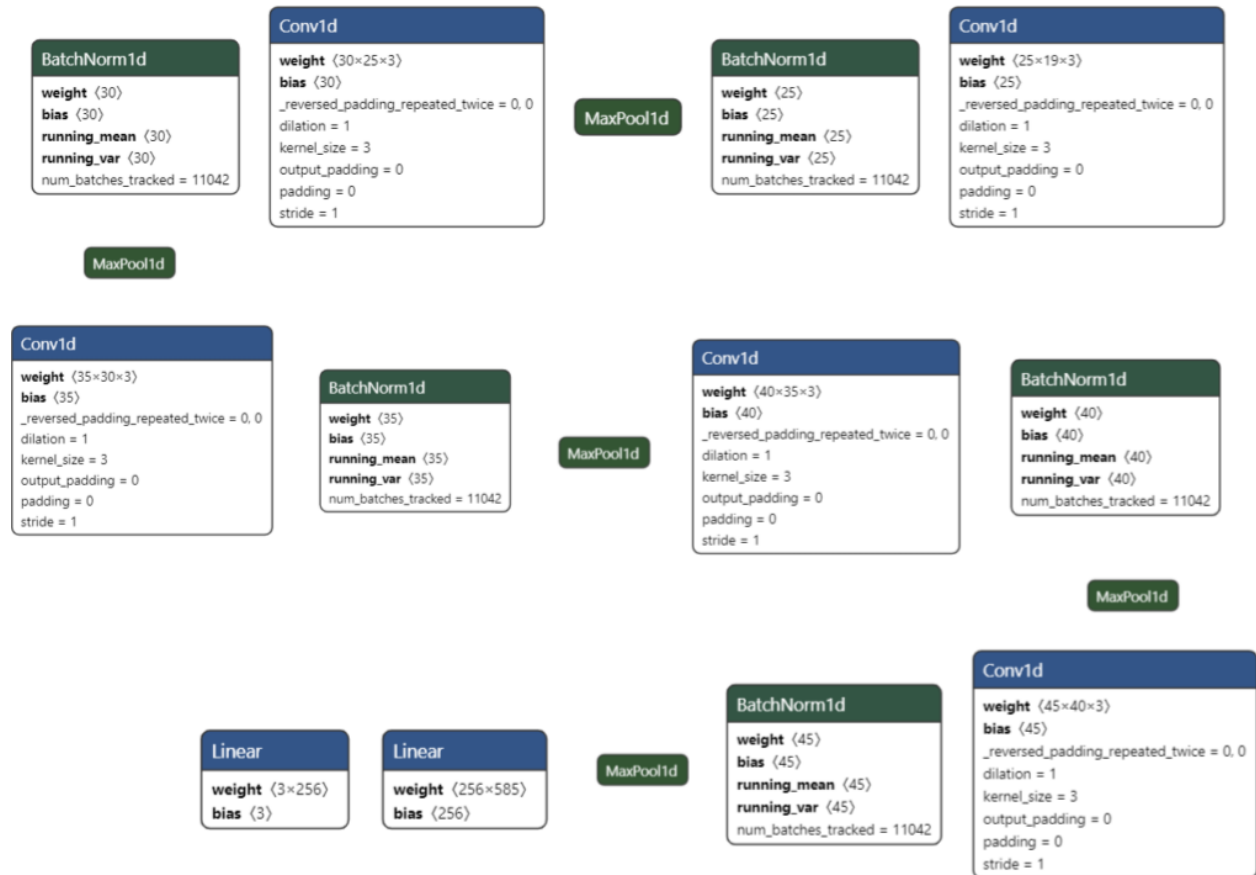 BatchNorm1d
weight ⟨30⟩
bias ⟨30⟩
running_mean ⟨30⟩
running_var ⟨30⟩
num_batches_tracked = 11042
Conv1d
weight ⟨30×25×3⟩
bias ⟨30⟩
_reversed_padding_repeated_twice = 0, 0
dilation = 1
kernel_size = 3
output_padding = 0
padding = 0
stride = 1
MaxPool1d
BatchNorm1d
weight ⟨25⟩
bias ⟨25⟩
running_mean ⟨25⟩
running_var ⟨25⟩
num_batches_tracked = 11042
Conv1d
weight ⟨25×19×3⟩
bias ⟨25⟩
_reversed_padding_repeated_twice = 0, 0
dilation = 1
kernel_size = 3
output_padding = 0
padding = 0
stride = 1
MaxPool1d
Conv1d
weight ⟨35×30×3⟩
bias ⟨35⟩
_reversed_padding_repeated_twice = 0, 0
dilation = 1
kernel_size = 3
output_padding = 0
padding = 0
stride = 1
BatchNorm1d
weight ⟨35⟩
bias ⟨35⟩
running_mean ⟨35⟩
running_var ⟨35⟩
num_batches_tracked = 11042
MaxPool1d
Conv1d
weight ⟨40×35×3⟩
bias ⟨40⟩
_reversed_padding_repeated_twice = 0, 0
dilation = 1
kernel_size = 3
output_padding = 0
padding = 0
stride = 1
BatchNorm1d
weight ⟨40⟩
bias ⟨40⟩
running_mean ⟨40⟩
running_var ⟨40⟩
num_batches_tracked = 11042
MaxPool1d
Linear
weight ⟨3×256⟩
bias ⟨3⟩
Linear
weight ⟨256×585⟩
bias ⟨256⟩
MaxPool1d
BatchNorm1d
weight ⟨45⟩
bias ⟨45⟩
running_mean ⟨45⟩
running_var ⟨45⟩
num_batches_tracked = 11042
Conv1d
weight ⟨45×40×3⟩
bias ⟨45⟩
_reversed_padding_repeated_twice = 0, 0
dilation = 1
kernel_size = 3
output_padding = 0
padding = 0
stride = 1